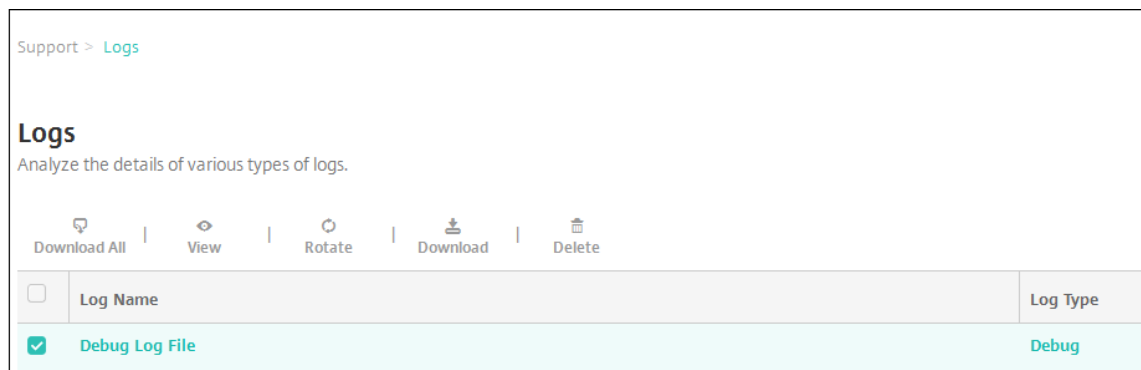 Support > Logs
Logs
Analyze the details of various types of logs.
Download All | View | Rotate | Download | Delete
Log Name Log Type
Debug Log File Debug